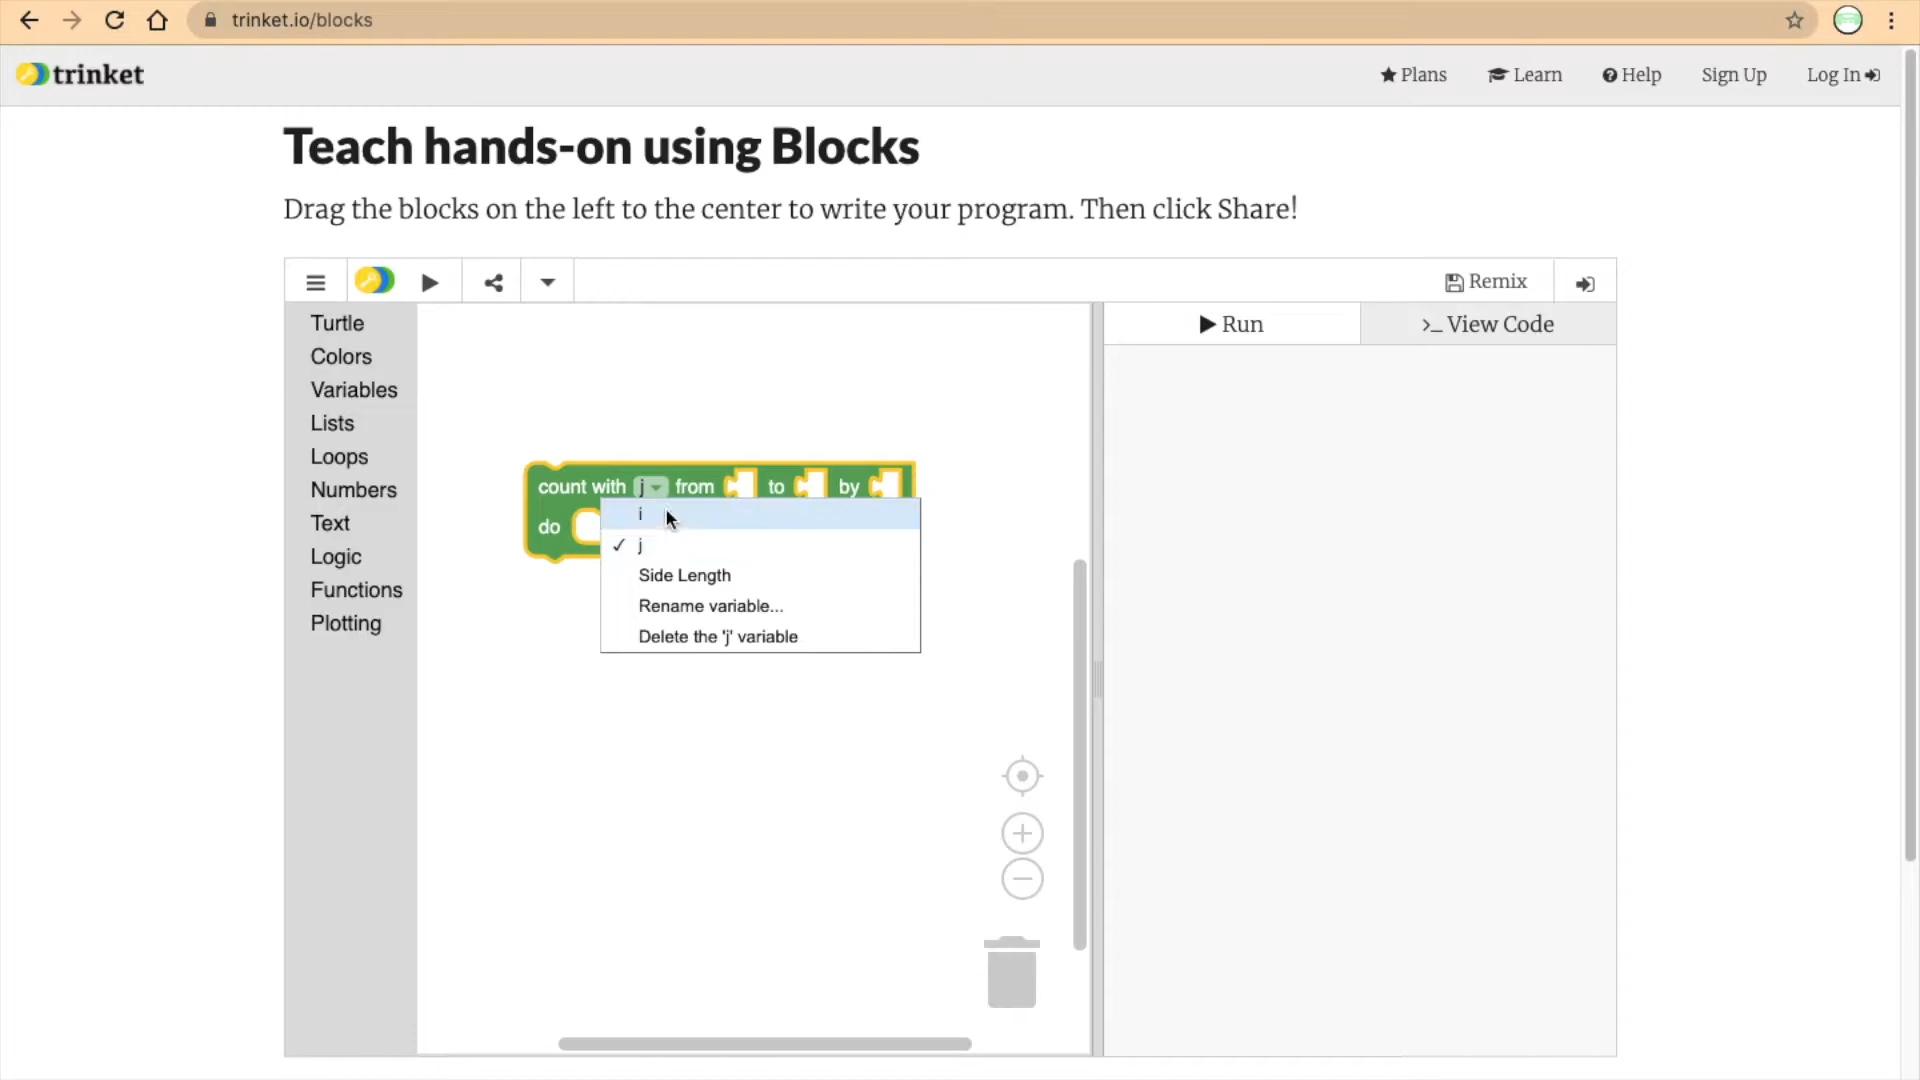 trinket.io/blocks
trinket
Plans
Learn
Help
Sign Up
Log In
Teach hands-on using Blocks
Drag the blocks on the left to the center to write your program. Then click Share!
Remix
Turtle
Colors
Variables
Lists
Loops
Numbers
Text
Logic
Functions
Plotting
Run
>_ View Code
count with j from to by
do
i
✓ j
Side Length
Rename variable...
Delete the 'j' variable